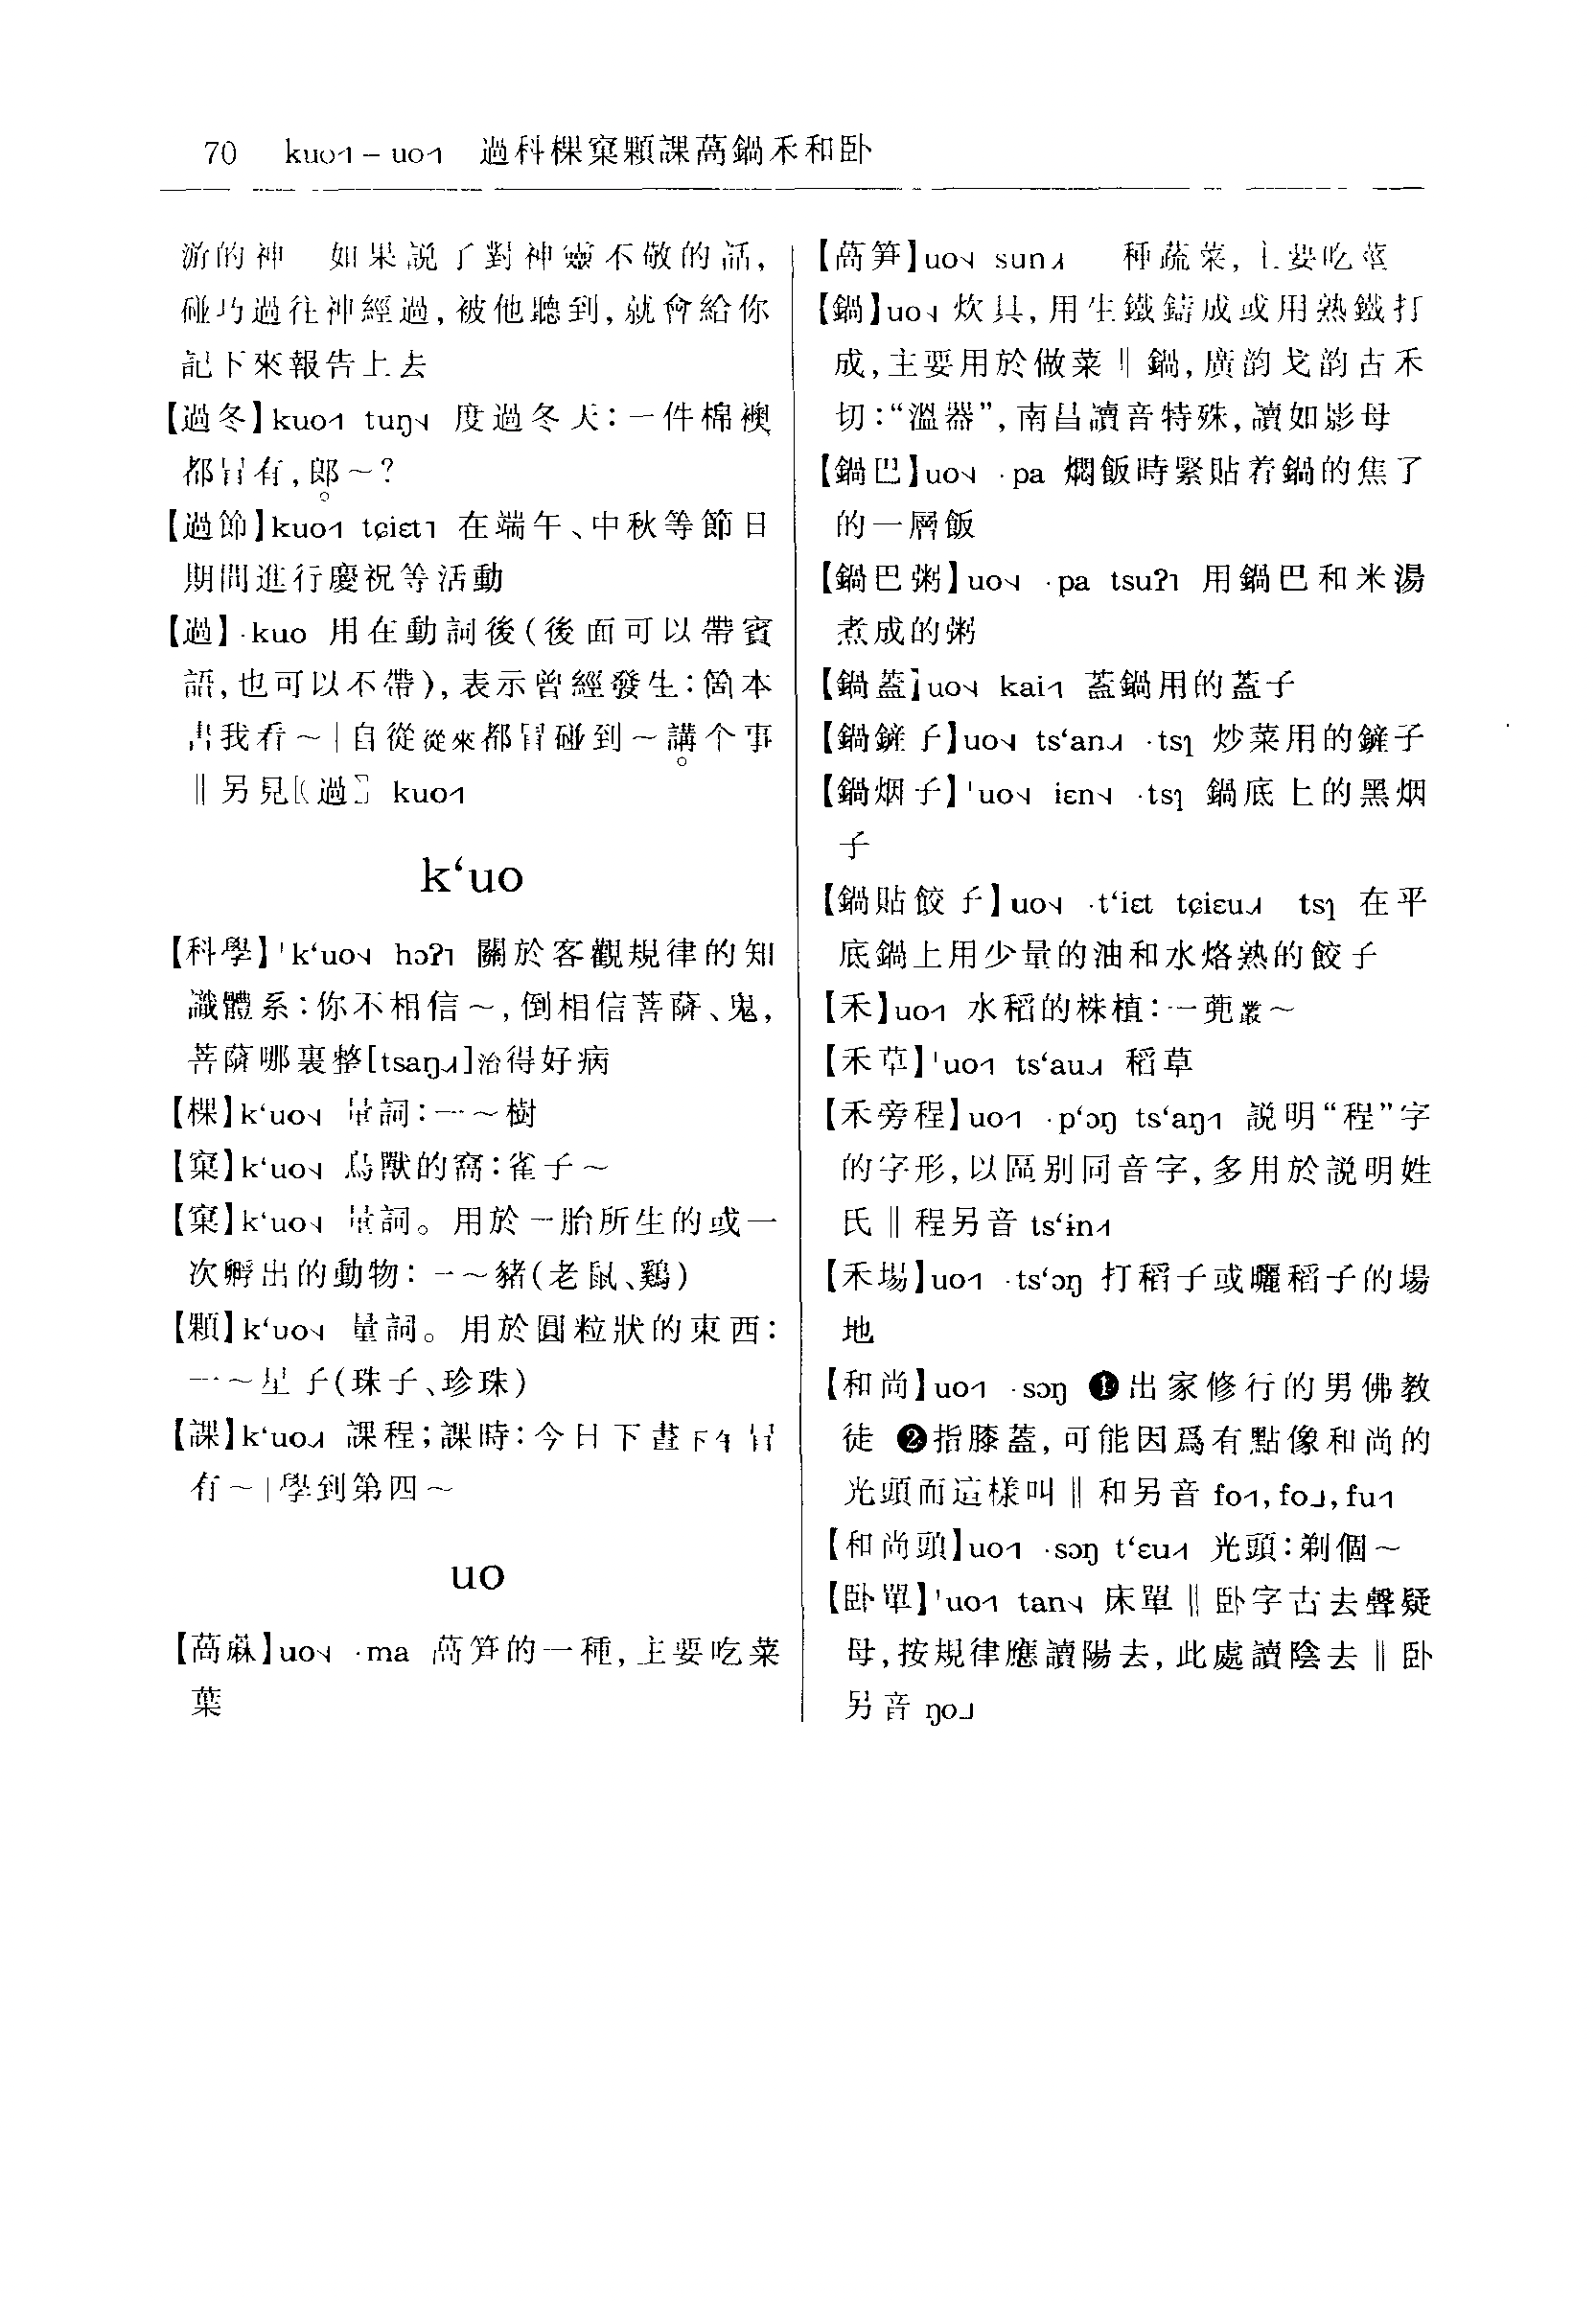 70 kuo˧˥ – uo˧˥ 過科棵窠顆課萵鍋禾和卧
游的神 如果説了對神靈不敬的話,
碰巧過往神經過,被他聽到,就會給你
記下來報告上去
【過冬】kuo˧˥ tuŋ˦˨ 度過冬天:一件棉襖
都冇有,郎～?
【過節】kuo˧˥ tɕiɛt˥ 在端午、中秋等節日
期間進行慶祝等活動
【過】·kuo 用在動詞後(後面可以帶賓
語,也可以不帶),表示曾經發生:箇本
書我看～|自從從來都冇碰到～講个事
‖另見〖過〗 kuo˧˥
k‘uo
【科學】ˈk‘uo˦˨ hɔʔ˥ 關於客觀規律的知
識體系:你不相信～,倒相信菩薩、鬼,
菩薩哪裏整[tsaŋ˨˩˧]治得好病
【棵】k‘uo˦˨ 量詞:一～樹
【窠】k‘uo˦˨ 鳥獸的窩:雀子～
【窠】k‘uo˦˨ 量詞。用於一胎所生的或一
次孵出的動物:一～豬(老鼠、鷄)
【顆】k‘uo˦˨ 量詞。用於圓粒狀的東西:
一～星子(珠子、珍珠)
【課】k‘uo˨˩˧ 課程;課時:今日下晝下午冇
有～|學到第四～
uo
【萵蔴】uo˦˨ ·ma 萵笋的一種,主要吃菜
葉
【萵笋】uo˦˨ sun˨˩˧ 種蔬菜,主要吃莖
【鍋】uo˦˨ 炊具,用生鐵鑄成或用熟鐵打
成,主要用於做菜‖鍋,廣韵戈韵古禾
切:“溫器”,南昌讀音特殊,讀如影母
【鍋巴】uo˦˨ ·pa 燜飯時緊貼着鍋的焦了
的一層飯
【鍋巴粥】uo˦˨ ·pa tsuʔ˥ 用鍋巴和米湯
煮成的粥
【鍋蓋】uo˦˨ kai˧˥ 蓋鍋用的蓋子
【鍋鏟子】uo˦˨ ts‘an˨˩˧ ·tsɿ 炒菜用的鏟子
【鍋烟子】ˈuo˦˨ iɛn˦˨ ·tsɿ 鍋底上的黑烟
子
【鍋貼餃子】uo˦˨ ·t‘iɛt tɕiɛu˨˩˧ tsɿ 在平
底鍋上用少量的油和水烙熟的餃子
【禾】uo˧˥ 水稻的株植:一蔸叢～
【禾草】ˈuo˧˥ ts‘au˨˩˧ 稻草
【禾旁程】uo˧˥ ·p‘ɔŋ ts‘aŋ˧˥ 説明“程”字
的字形,以區別同音字,多用於説明姓
氏‖程另音 ts‘ɨn˨˦
【禾場】uo˧˥ ·ts‘ɔŋ 打稻子或曬稻子的場
地
【和尚】uo˧˥ ·sɔŋ ❶出家修行的男佛教
徒 ❷指膝蓋,可能因爲有點像和尚的
光頭而這樣叫‖和另音 fo˧˥,fo˩,fu˧˥
【和尚頭】uo˧˥ ·sɔŋ t‘ɛu˨˦ 光頭:剃個～
【卧單】ˈuo˧˥ tan˦˨ 床單‖卧字古去聲疑
母,按規律應讀陽去,此處讀陰去‖卧
另音 ŋo˩